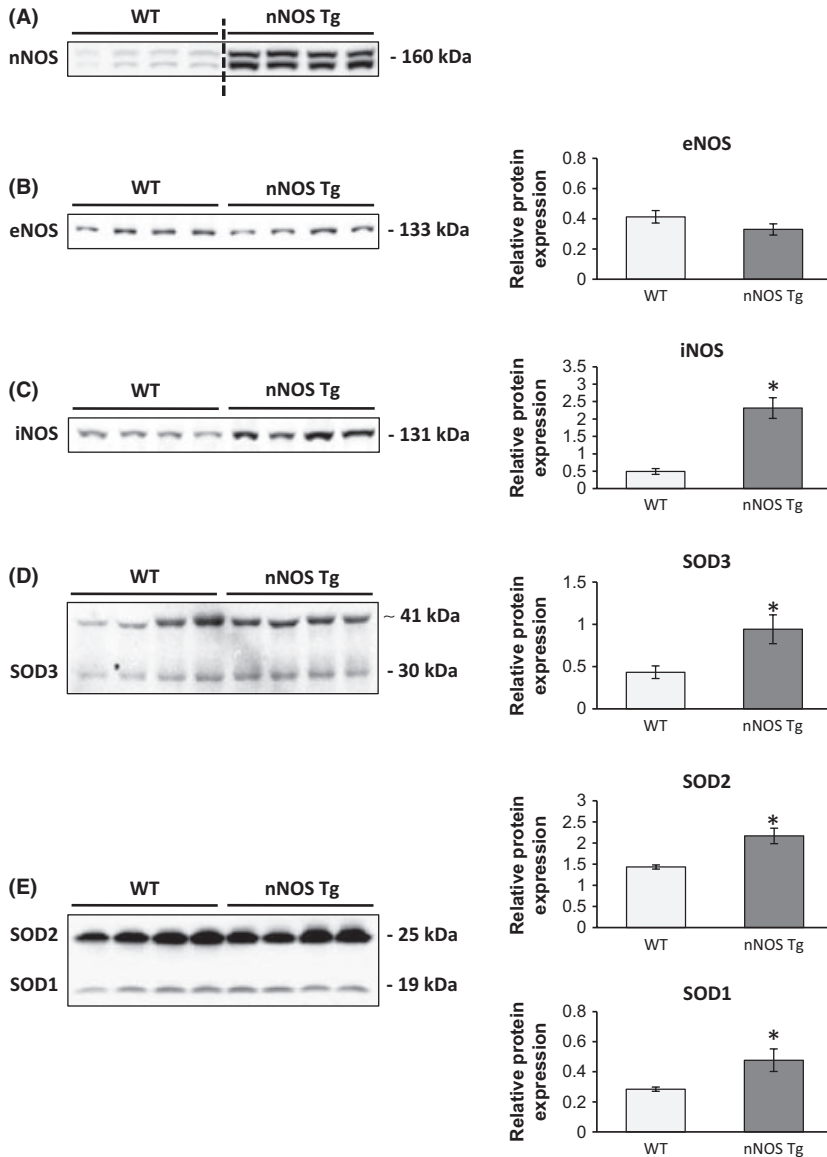 (A)
WT nNOS Tg
nNOS - 160 kDa
(B)
WT nNOS Tg
eNOS - 133 kDa
eNOS
Relative protein
expression
0.8
0.6
0.4
0.2
0
WT nNOS Tg
(C)
WT nNOS Tg
iNOS - 131 kDa
iNOS
Relative protein
expression
3.5
3
2.5
2
1.5
1
0.5
0
*
WT nNOS Tg
(D)
WT nNOS Tg
~ 41 kDa
SOD3 - 30 kDa
SOD3
Relative protein
expression
1.5
1
0.5
0
*
WT nNOS Tg
SOD2
Relative protein
expression
3
2.5
2
1.5
1
0.5
0
*
WT nNOS Tg
(E)
WT nNOS Tg
SOD2 - 25 kDa
SOD1 - 19 kDa
SOD1
Relative protein
expression
0.8
0.6
0.4
0.2
0
*
WT nNOS Tg